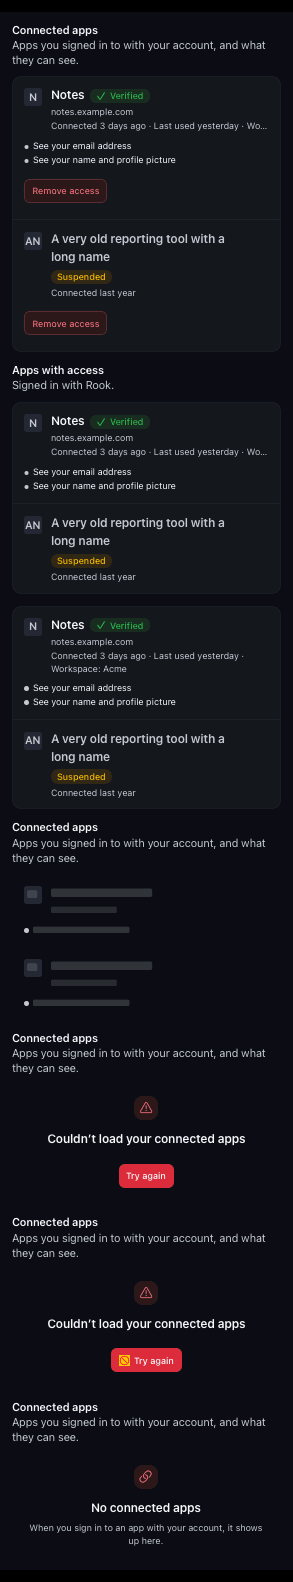 Connected apps
Apps you signed in to with your account, and what
they can see.
N
Notes
Verified
notes.example.com
Connected 3 days ago · Last used yesterday · Wo...
See your email address
See your name and profile picture
Remove access
AN
A very old reporting tool with a
long name
Suspended
Connected last year
Remove access
Apps with access
Signed in with Rook.
N
Notes
Verified
notes.example.com
Connected 3 days ago · Last used yesterday · Wo...
See your email address
See your name and profile picture
AN
A very old reporting tool with a
long name
Suspended
Connected last year
N
Notes
Verified
notes.example.com
Connected 3 days ago · Last used yesterday ·
Workspace: Acme
See your email address
See your name and profile picture
AN
A very old reporting tool with a
long name
Suspended
Connected last year
Connected apps
Apps you signed in to with your account, and what
they can see.
Connected apps
Apps you signed in to with your account, and what
they can see.
Couldn't load your connected apps
Try again
Connected apps
Apps you signed in to with your account, and what
they can see.
Couldn't load your connected apps
Try again
Connected apps
Apps you signed in to with your account, and what
they can see.
No connected apps
When you sign in to an app with your account, it shows
up here.